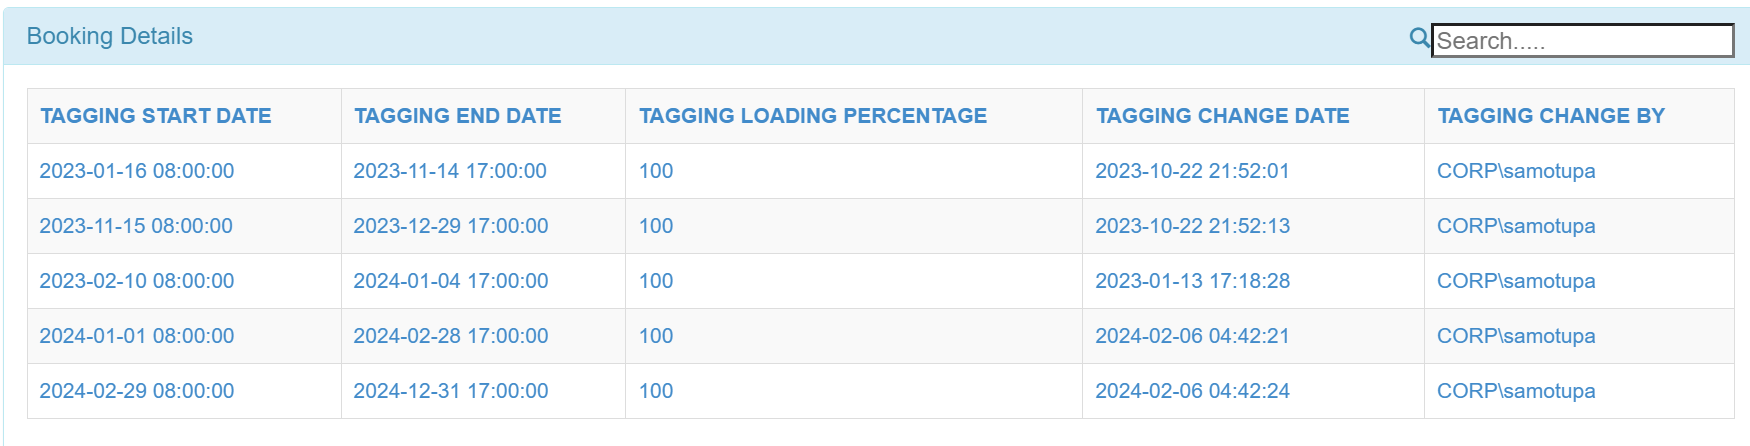 Booking Details
Search.....
TAGGING START DATE TAGGING END DATE TAGGING LOADING PERCENTAGE TAGGING CHANGE DATE TAGGING CHANGE BY
2023-01-16 08:00:00 2023-11-14 17:00:00 100 2023-10-22 21:52:01 CORP\samotupa
2023-11-15 08:00:00 2023-12-29 17:00:00 100 2023-10-22 21:52:13 CORP\samotupa
2023-02-10 08:00:00 2024-01-04 17:00:00 100 2023-01-13 17:18:28 CORP\samotupa
2024-01-01 08:00:00 2024-02-28 17:00:00 100 2024-02-06 04:42:21 CORP\samotupa
2024-02-29 08:00:00 2024-12-31 17:00:00 100 2024-02-06 04:42:24 CORP\samotupa